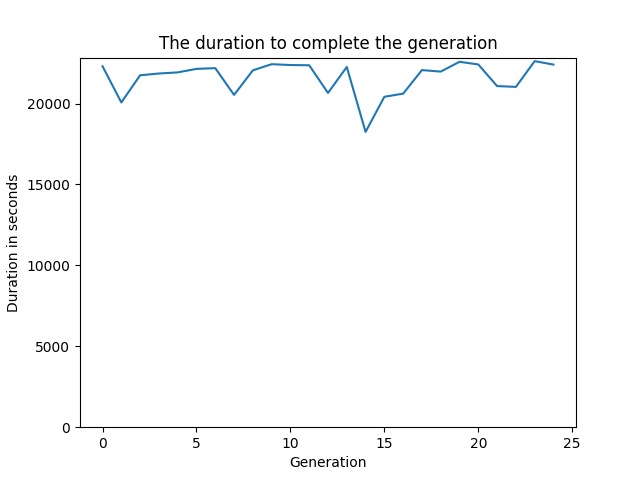 The duration to complete the generation
Duration in seconds
20000
15000
10000
5000
0
0 5 10 15 20 25
Generation